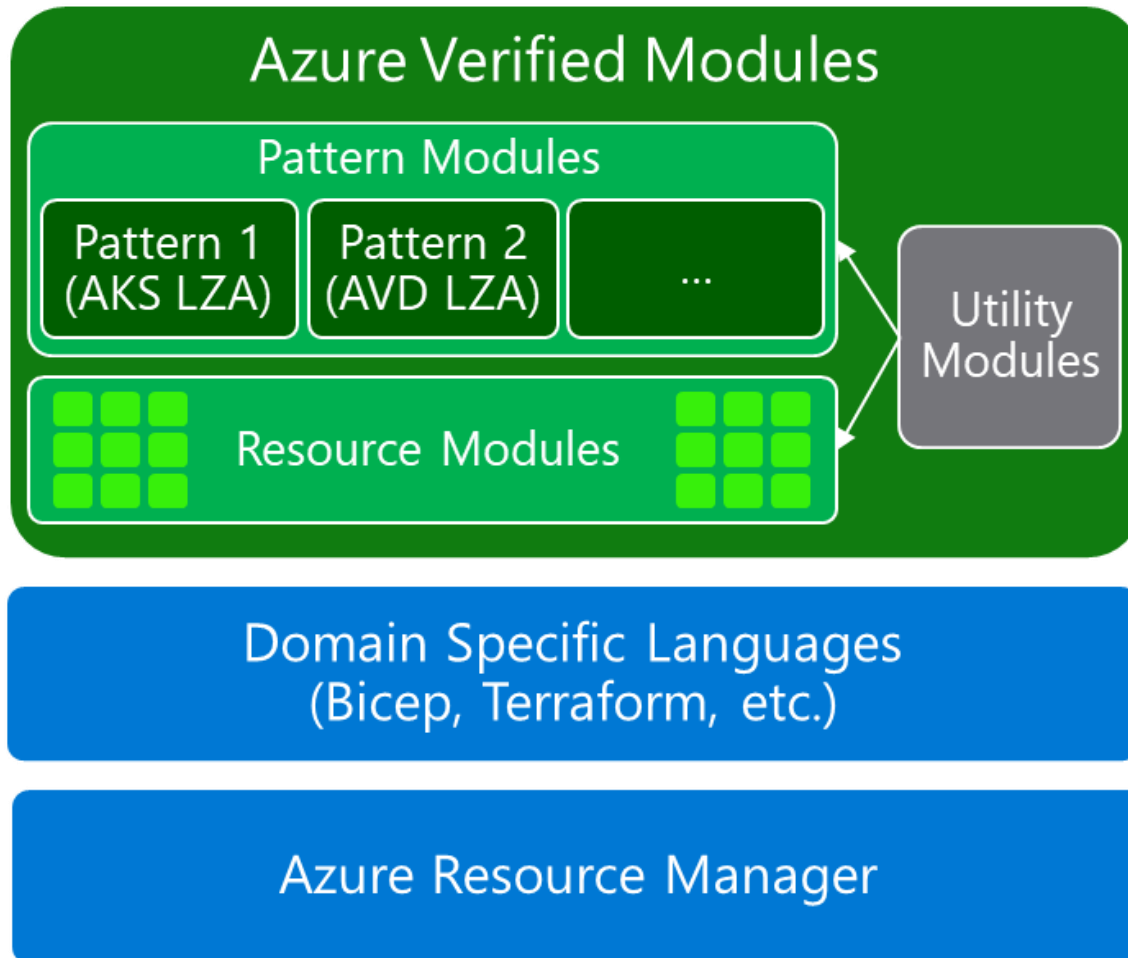 Azure Verified Modules
Pattern Modules
Pattern 1
(AKS LZA)
Pattern 2
(AVD LZA)
...
Utility
Modules
Resource Modules
Domain Specific Languages
(Bicep, Terraform, etc.)
Azure Resource Manager